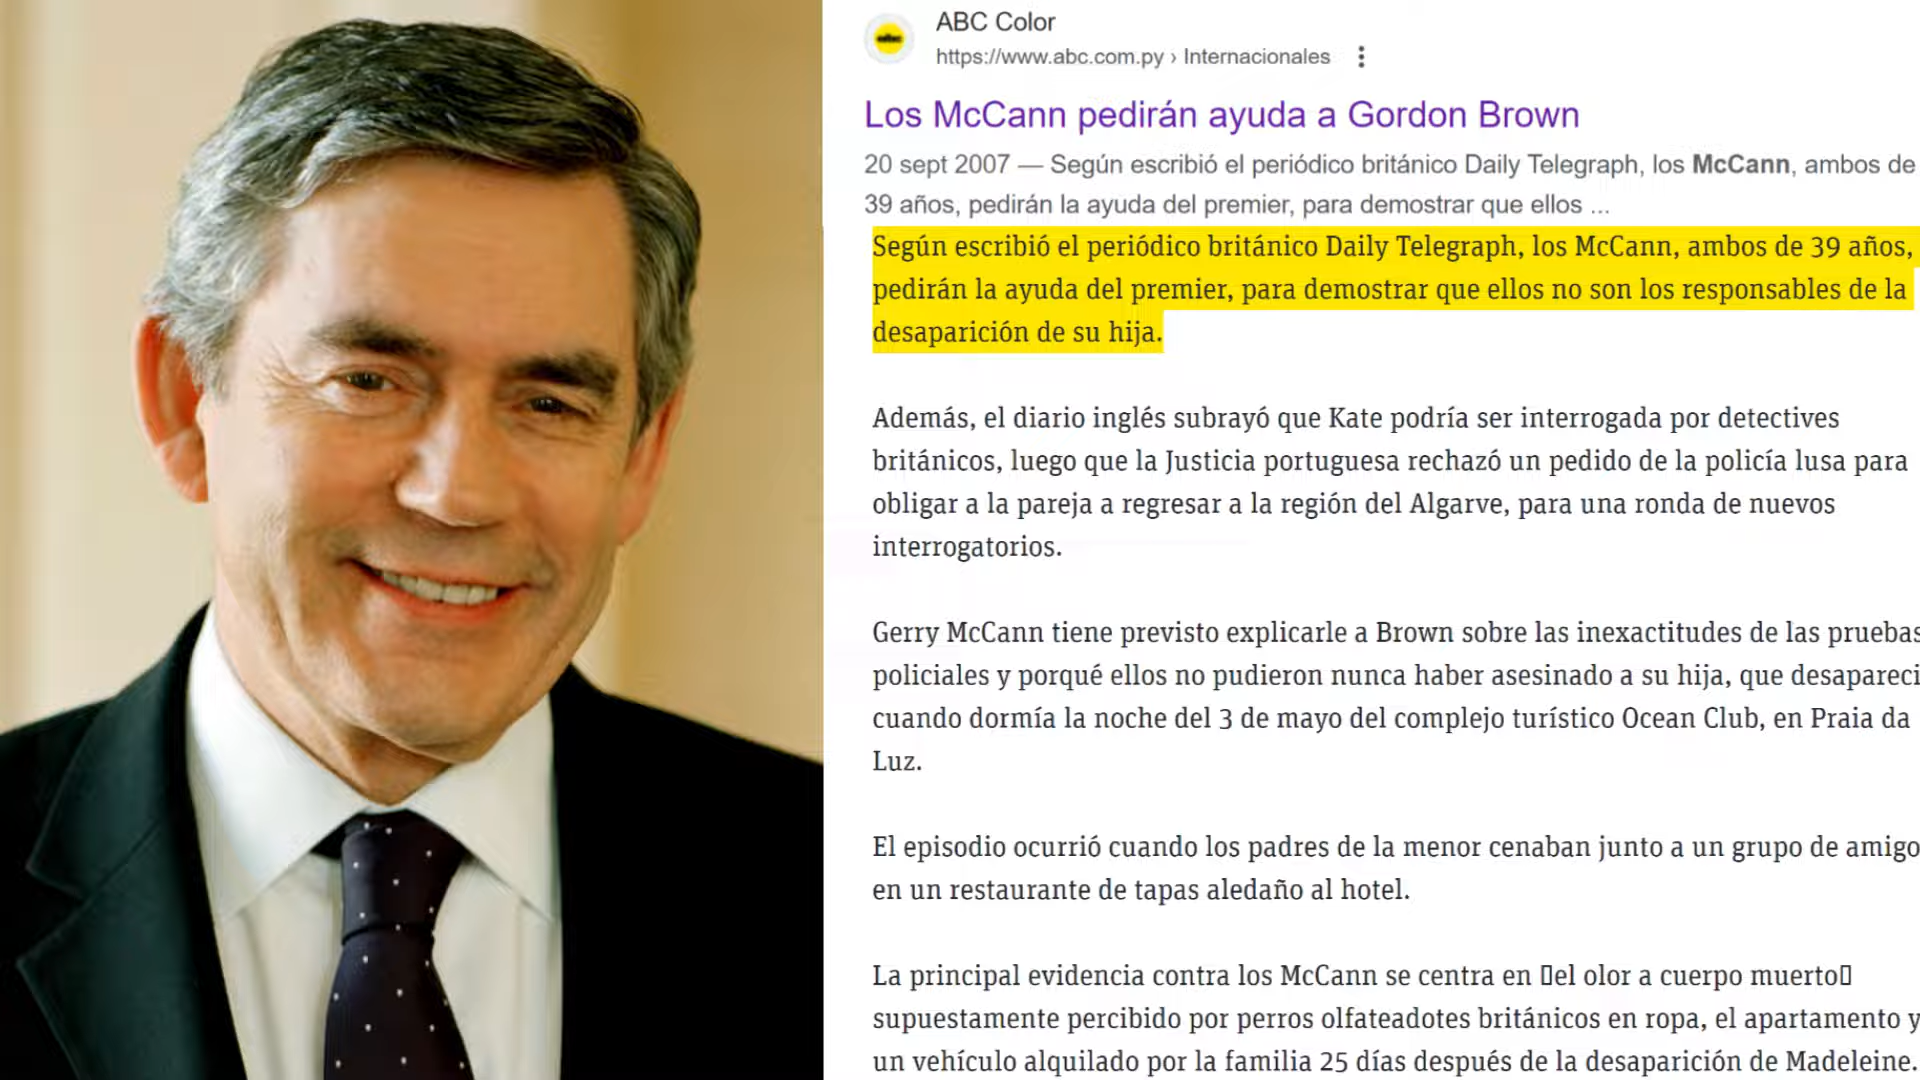 ABC Color
https://www.abc.com.py › Internacionales
Los McCann pedirán ayuda a Gordon Brown
20 sept 2007 — Según escribió el periódico británico Daily Telegraph, los McCann, ambos de
39 años, pedirán la ayuda del premier, para demostrar que ellos ...
Según escribió el periódico británico Daily Telegraph, los McCann, ambos de 39 años,
pedirán la ayuda del premier, para demostrar que ellos no son los responsables de la
desaparición de su hija.
Además, el diario inglés subrayó que Kate podría ser interrogada por detectives
británicos, luego que la Justicia portuguesa rechazó un pedido de la policía lusa para
obligar a la pareja a regresar a la región del Algarve, para una ronda de nuevos
interrogatorios.
Gerry McCann tiene previsto explicarle a Brown sobre las inexactitudes de las pruebas
policiales y porqué ellos no pudieron nunca haber asesinado a su hija, que desapareci
cuando dormía la noche del 3 de mayo del complejo turístico Ocean Club, en Praia da
Luz.
El episodio ocurrió cuando los padres de la menor cenaban junto a un grupo de amigo
en un restaurante de tapas aledaño al hotel.
La principal evidencia contra los McCann se centra en el olor a cuerpo muerto
supuestamente percibido por perros olfateadotes británicos en ropa, el apartamento y
un vehículo alquilado por la familia 25 días después de la desaparición de Madeleine.